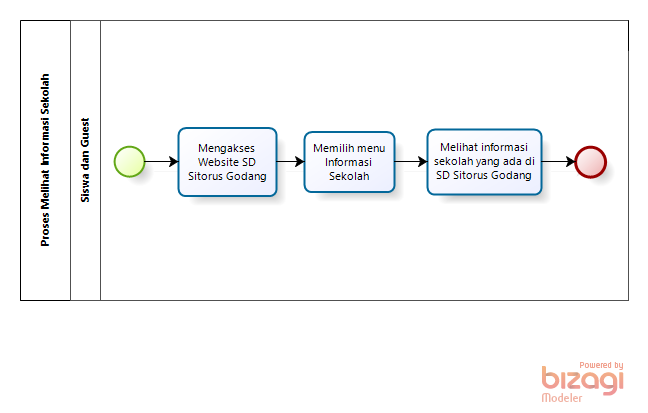 Proses Melihat Informasi Sekolah
Siswa dan Guest
Mengakses
Website SD
Sitorus Godang
Memilih menu
Informasi
Sekolah
Melihat informasi
sekolah yang ada di
SD Sitorus Godang
Powered by
bizagi
Modeler